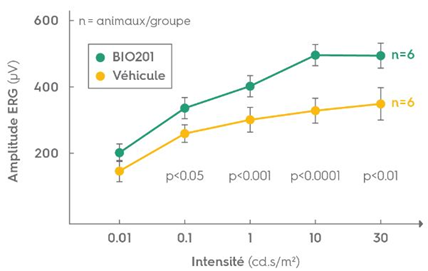 600
n = animaux/groupe
BIO201
Véhicule
n=6
400
n=6
200
p<0.05 p<0.001 p<0.0001 p<0.01
0.01 0.1 1 10 30
Intensité (cd.s/m²)
Amplitude ERG (μV)